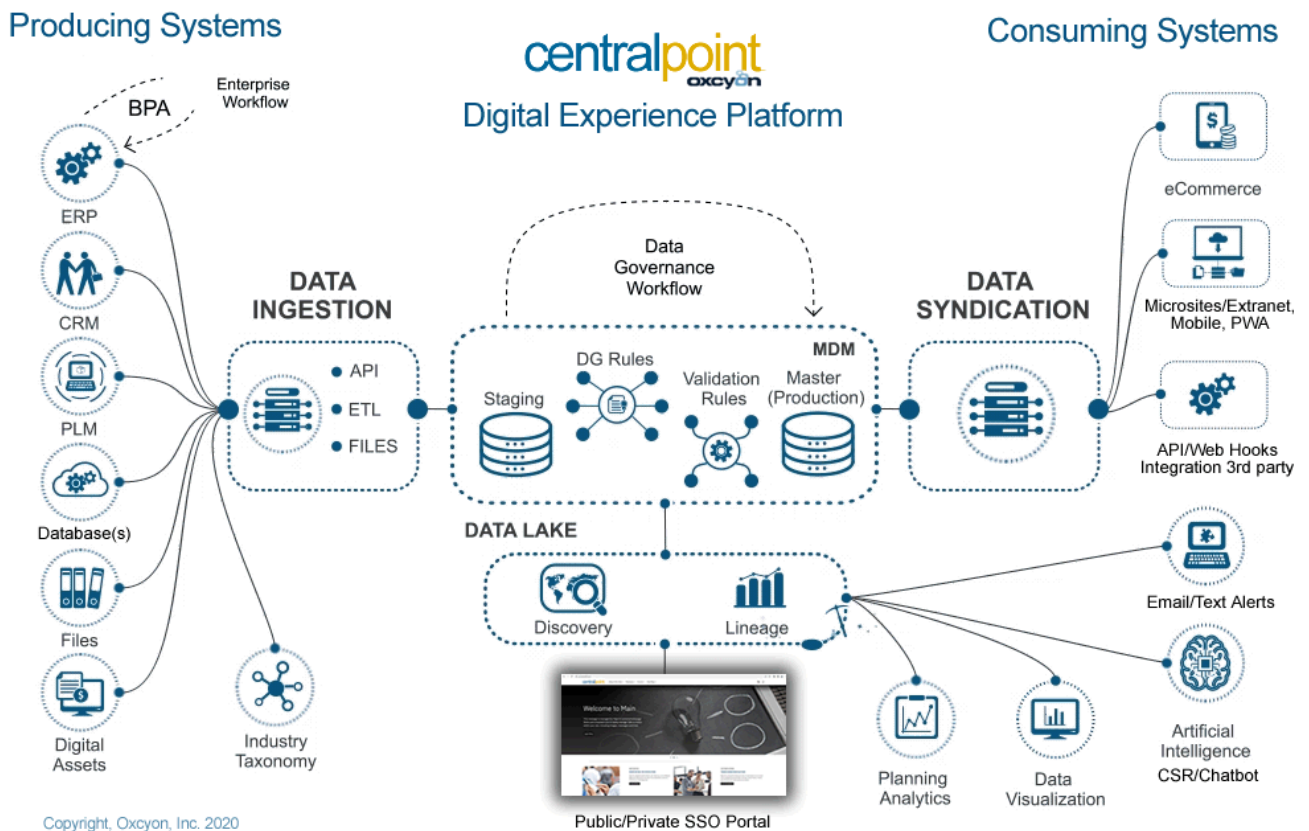 Producing Systems
Consuming Systems
centralpoint
oxcyon
Digital Experience Platform
BPA
Enterprise
Workflow
ERP
CRM
PLM
Database(s)
Files
Digital
Assets
Industry
Taxonomy
DATA
INGESTION
API
ETL
FILES
Data
Governance
Workflow
MDM
Staging
DG Rules
Validation
Rules
Master
(Production)
DATA LAKE
Discovery
Lineage
centralpoint
Welcome to Main
Public/Private SSO Portal
DATA
SYNDICATION
eCommerce
Microsites/Extranet,
Mobile, PWA
API/Web Hooks
Integration 3rd party
Email/Text Alerts
Artificial
Intelligence
CSR/Chatbot
Planning
Analytics
Data
Visualization
Copyright, Oxcyon, Inc. 2020